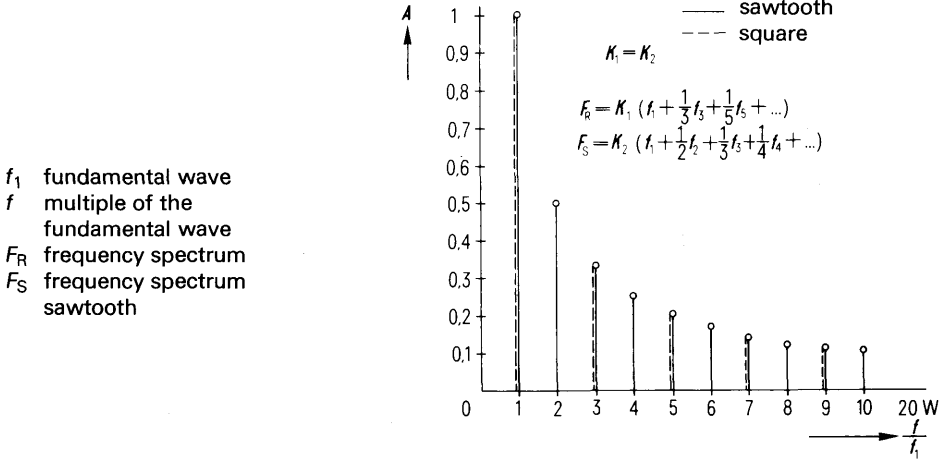 f₁ fundamental wave
f multiple of the
fundamental wave
F_R frequency spectrum
F_S frequency spectrum
sawtooth
A
sawtooth
square
K₁ = K₂
F_R = K₁ (f₁ + 1/3 f₃ + 1/5 f₅ + ...)
F_S = K₂ (f₁ + 1/2 f₂ + 1/3 f₃ + 1/4 f₄ + ...)
1
0,9
0,8
0,7
0,6
0,5
0,4
0,3
0,2
0,1
0 1 2 3 4 5 6 7 8 9 10 20 W
f/f₁